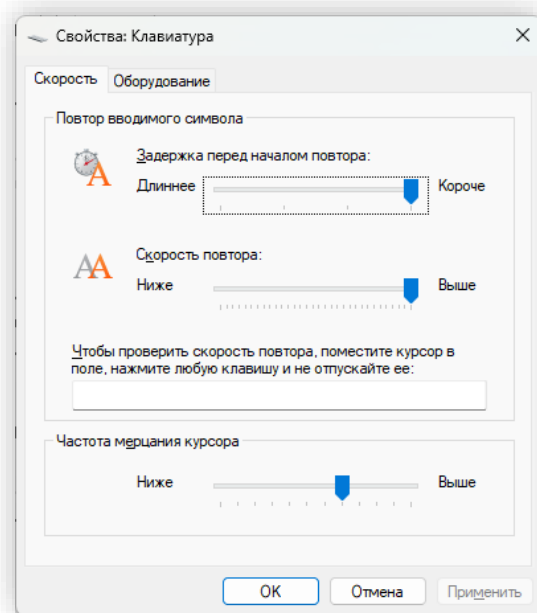 Свойства: Клавиатура
Скорость
Оборудование
Повтор вводимого символа
Задержка перед началом повтора:
Длиннее
Короче
Скорость повтора:
Ниже
Выше
Чтобы проверить скорость повтора, поместите курсор в
поле, нажмите любую клавишу и не отпускайте ее:
Частота мерцания курсора
Ниже
Выше
ОК
Отмена
Применить